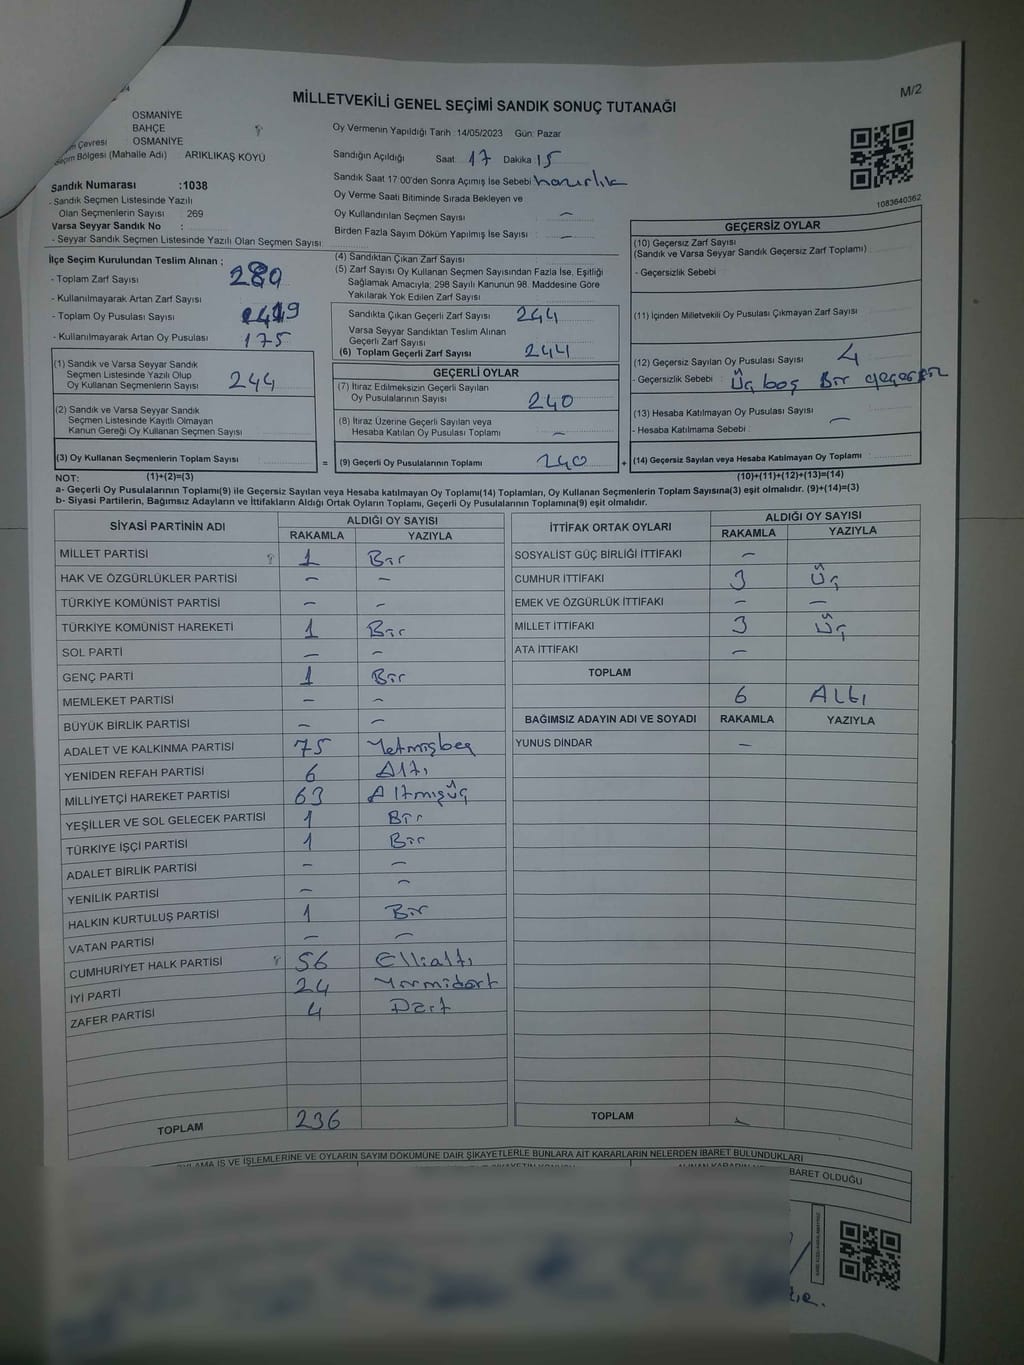 MİLLETVEKİLİ GENEL SEÇİMİ SANDIK SONUÇ TUTANAĞI
M/2
OSMANİYE
BAHÇE
Çevresi OSMANİYE
Bölgesi (Mahalle Adı) ARIKLIKAŞ KÖYÜ
Oy Vermenin Yapıldığı Tarih :14/05/2023 Gün: Pazar
Sandığın Açıldığı Saat: 17 Dakika 15
Sandık Saat 17:00'den Sonra Açımış İse Sebebi hazırlık
Oy Verme Saati Bitiminde Sırada Bekleyen ve
Oy Kullandırılan Seçmen Sayısı –
Birden Fazla Sayım Döküm Yapılmış İse Sayısı –
1083640362
Sandık Numarası :1038
- Sandık Seçmen Listesinde Yazılı
Olan Seçmenlerin Sayısı : 269
Varsa Seyyar Sandık No :
- Seyyar Sandık Seçmen Listesinde Yazılı Olan Seçmen Sayısı:
İlçe Seçim Kurulundan Teslim Alınan ;
- Toplam Zarf Sayısı 280
- Kullanılmayarak Artan Zarf Sayısı
- Toplam Oy Pusulası Sayısı
- Kullanılmayarak Artan Oy Pusulası 175
(1) Sandık ve Varsa Seyyar Sandık
Seçmen Listesinde Yazılı Olup
Oy Kullanan Seçmenlerin Sayısı 244
(2) Sandık ve Varsa Seyyar Sandık
Seçmen Listesinde Kayıtlı Olmayan
Kanun Gereği Oy Kullanan Seçmen Sayısı
(3) Oy Kullanan Seçmenlerin Toplam Sayısı =
(4) Sandıktan Çıkan Zarf Sayısı
(5) Zarf Sayısı Oy Kullanan Seçmen Sayısından Fazla İse, Eşitliği
Sağlamak Amacıyla; 298 Sayılı Kanunun 98. Maddesine Göre
Yakılarak Yok Edilen Zarf Sayısı
Sandıkta Çıkan Geçerli Zarf Sayısı 244
Varsa Seyyar Sandıktan Teslim Alınan
Geçerli Zarf Sayısı
(6) Toplam Geçerli Zarf Sayısı 244
GEÇERLİ OYLAR
(7) İtiraz Edilmeksizin Geçerli Sayılan
Oy Pusulalarının Sayısı 240
(8) İtiraz Üzerine Geçerli Sayılan veya
Hesaba Katılan Oy Pusulası Toplamı –
(9) Geçerli Oy Pusulalarının Toplamı 240 +
GEÇERSİZ OYLAR
(10) Geçersiz Zarf Sayısı
(Sandık ve Varsa Seyyar Sandık Geçersiz Zarf Toplamı)
- Geçersizlik Sebebi
(11) İçinden Milletvekili Oy Pusulası Çıkmayan Zarf Sayısı
(12) Geçersiz Sayılan Oy Pusulası Sayısı 4
- Geçersizlik Sebebi : Üç boş Bir geçersiz
(13) Hesaba Katılmayan Oy Pusulası Sayısı
- Hesaba Katılmama Sebebi : –
(14) Geçersiz Sayılan veya Hesaba Katılmayan Oy Toplamı :
NOT: (1)+(2)=(3) (10)+(11)+(12)+(13)=(14)
a- Geçerli Oy Pusulalarının Toplamı(9) ile Geçersiz Sayılan veya Hesaba katılmayan Oy Toplamı(14) Toplamları, Oy Kullanan Seçmenlerin Toplam Sayısına(3) eşit olmalıdır. (9)+(14)=(3)
b- Siyasi Partilerin, Bağımsız Adayların ve İttifakların Aldığı Ortak Oyların Toplamı, Geçerli Oy Pusulalarının Toplamına(9) eşit olmalıdır.
SİYASİ PARTİNİN ADI ALDIĞI OY SAYISI
RAKAMLA YAZIYLA
MİLLET PARTİSİ 1 Bir
HAK VE ÖZGÜRLÜKLER PARTİSİ – –
TÜRKİYE KOMÜNİST PARTİSİ – –
TÜRKİYE KOMÜNİST HAREKETİ 1 Bir
SOL PARTİ – –
GENÇ PARTİ 1 Bir
MEMLEKET PARTİSİ – –
BÜYÜK BİRLİK PARTİSİ – –
ADALET VE KALKINMA PARTİSİ 75 Yetmişbeş
YENİDEN REFAH PARTİSİ 6 Altı
MİLLİYETÇİ HAREKET PARTİSİ 63 Altmışüç
YEŞİLLER VE SOL GELECEK PARTİSİ 1 Bir
TÜRKİYE İŞÇİ PARTİSİ 1 Bir
ADALET BİRLİK PARTİSİ – –
YENİLİK PARTİSİ – –
HALKIN KURTULUŞ PARTİSİ 1 Bir
VATAN PARTİSİ – –
CUMHURİYET HALK PARTİSİ 56 Ellialtı
İYİ PARTİ 24 Yirmidört
ZAFER PARTİSİ 4 Dört
TOPLAM 236
İTTİFAK ORTAK OYLARI ALDIĞI OY SAYISI
RAKAMLA YAZIYLA
SOSYALİST GÜÇ BİRLİĞİ İTTİFAKI –
CUMHUR İTTİFAKI 3 Üç
EMEK VE ÖZGÜRLÜK İTTİFAKI – –
MİLLET İTTİFAKI 3 Üç
ATA İTTİFAKI –
TOPLAM
6 Altı
BAĞIMSIZ ADAYIN ADI VE SOYADI RAKAMLA YAZIYLA
YUNUS DİNDAR –
TOPLAM –
İŞ VE İŞLEMLERİNE VE OYLARIN SAYIM DÖKÜMÜNE DAİR ŞİKAYETLERLE BUNLARA AİT KARARLARIN NELERDEN İBARET BULUNDUKLARI
BARET OLDUĞU